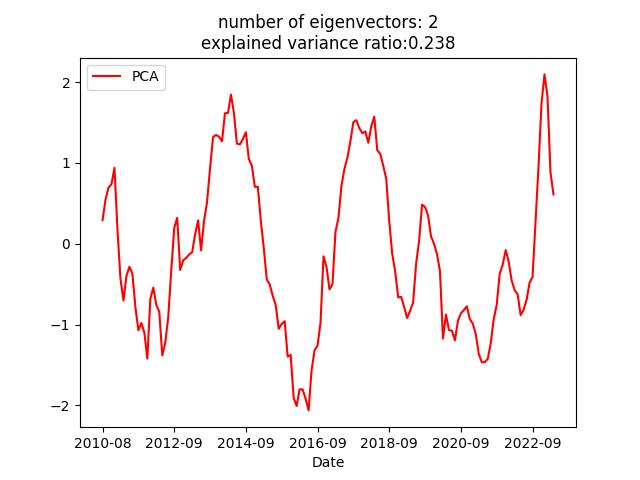 number of eigenvectors: 2
explained variance ratio:0.238
PCA
2
1
0
−1
−2
2010-08 2012-09 2014-09 2016-09 2018-09 2020-09 2022-09
Date